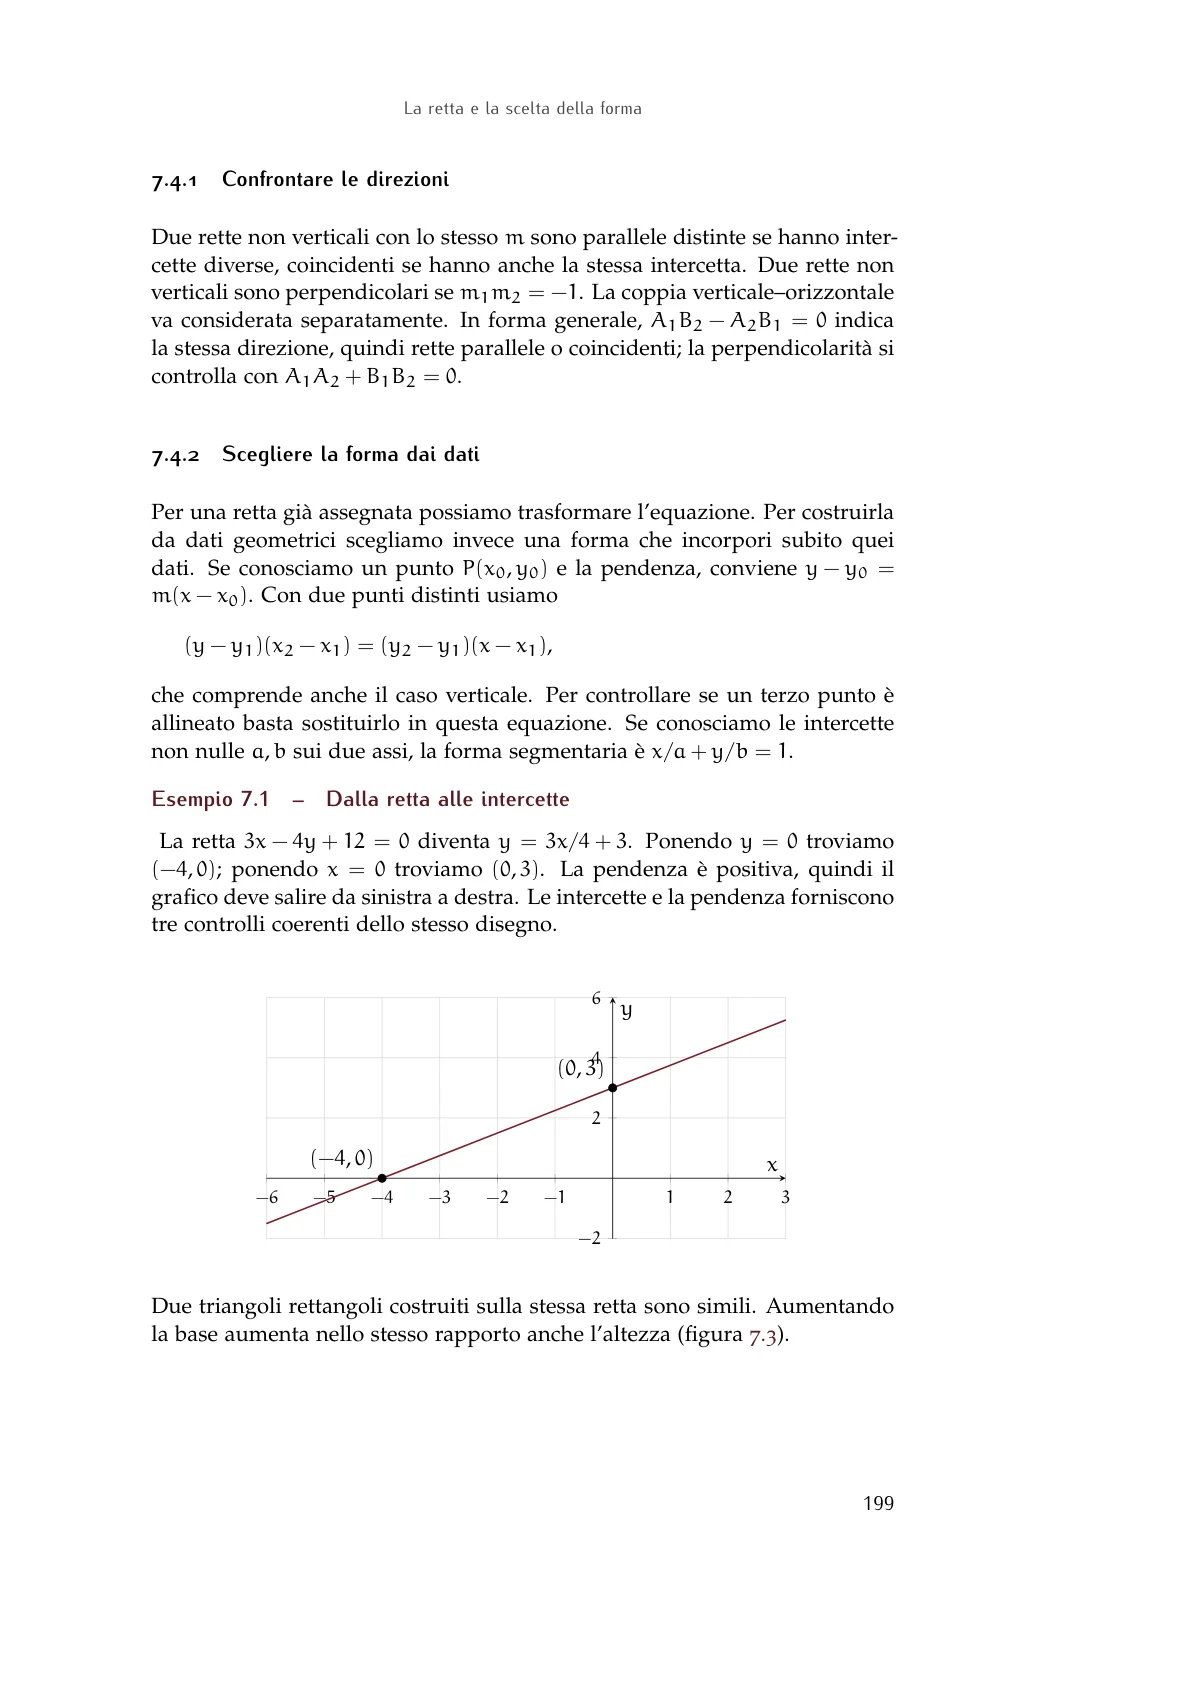 La retta e la scelta della forma
7.4.1 Confrontare le direzioni
Due rette non verticali con lo stesso m sono parallele distinte se hanno inter-
cette diverse, coincidenti se hanno anche la stessa intercetta. Due rette non
verticali sono perpendicolari se m₁m₂ = −1. La coppia verticale–orizzontale
va considerata separatamente. In forma generale, A₁B₂ − A₂B₁ = 0 indica
la stessa direzione, quindi rette parallele o coincidenti; la perpendicolarità si
controlla con A₁A₂ + B₁B₂ = 0.
7.4.2 Scegliere la forma dai dati
Per una retta già assegnata possiamo trasformare l'equazione. Per costruirla
da dati geometrici scegliamo invece una forma che incorpori subito quei
dati. Se conosciamo un punto P(x₀, y₀) e la pendenza, conviene y − y₀ =
m(x − x₀). Con due punti distinti usiamo
(y − y₁)(x₂ − x₁) = (y₂ − y₁)(x − x₁),
che comprende anche il caso verticale. Per controllare se un terzo punto è
allineato basta sostituirlo in questa equazione. Se conosciamo le intercette
non nulle a, b sui due assi, la forma segmentaria è x/a + y/b = 1.
Esempio 7.1 – Dalla retta alle intercette
La retta 3x − 4y + 12 = 0 diventa y = 3x/4 + 3. Ponendo y = 0 troviamo
(−4, 0); ponendo x = 0 troviamo (0, 3). La pendenza è positiva, quindi il
grafico deve salire da sinistra a destra. Le intercette e la pendenza forniscono
tre controlli coerenti dello stesso disegno.
6
y
4
(0, 3)
2
(−4, 0)
x
−6 −5 −4 −3 −2 −1 1 2 3
−2
Due triangoli rettangoli costruiti sulla stessa retta sono simili. Aumentando
la base aumenta nello stesso rapporto anche l'altezza (figura 7.3).
199